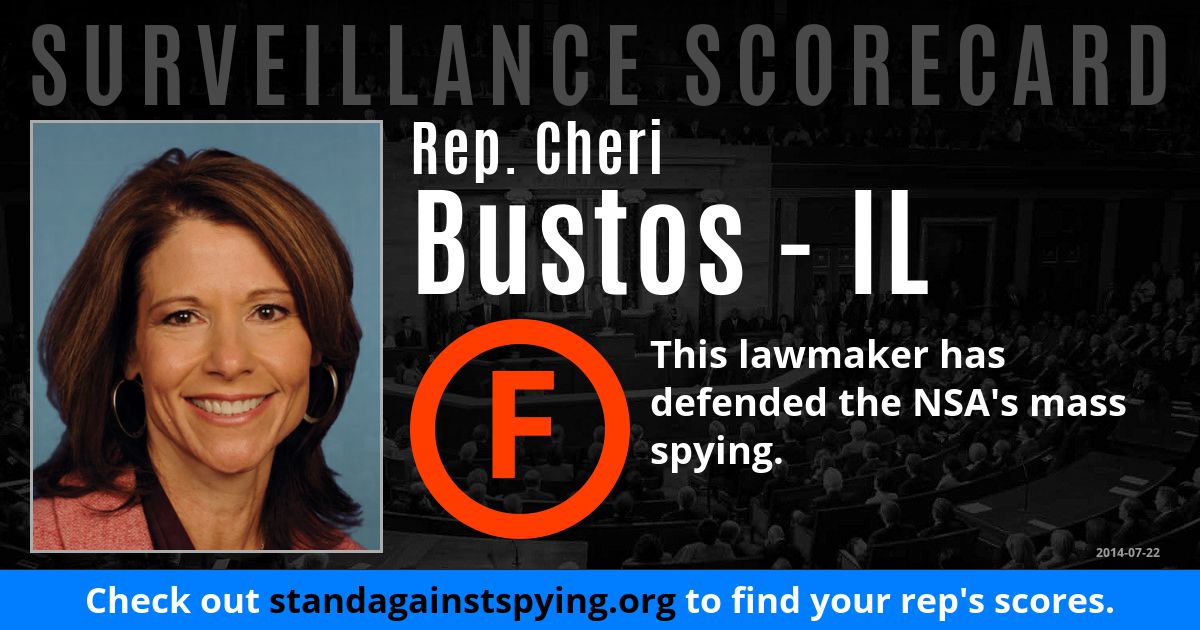 SURVEILLANCE SCORECARD
Rep. Cheri
Bustos - IL
F
This lawmaker has
defended the NSA's mass
spying.
2014-07-22
Check out standagainstspying.org to find your rep's scores.